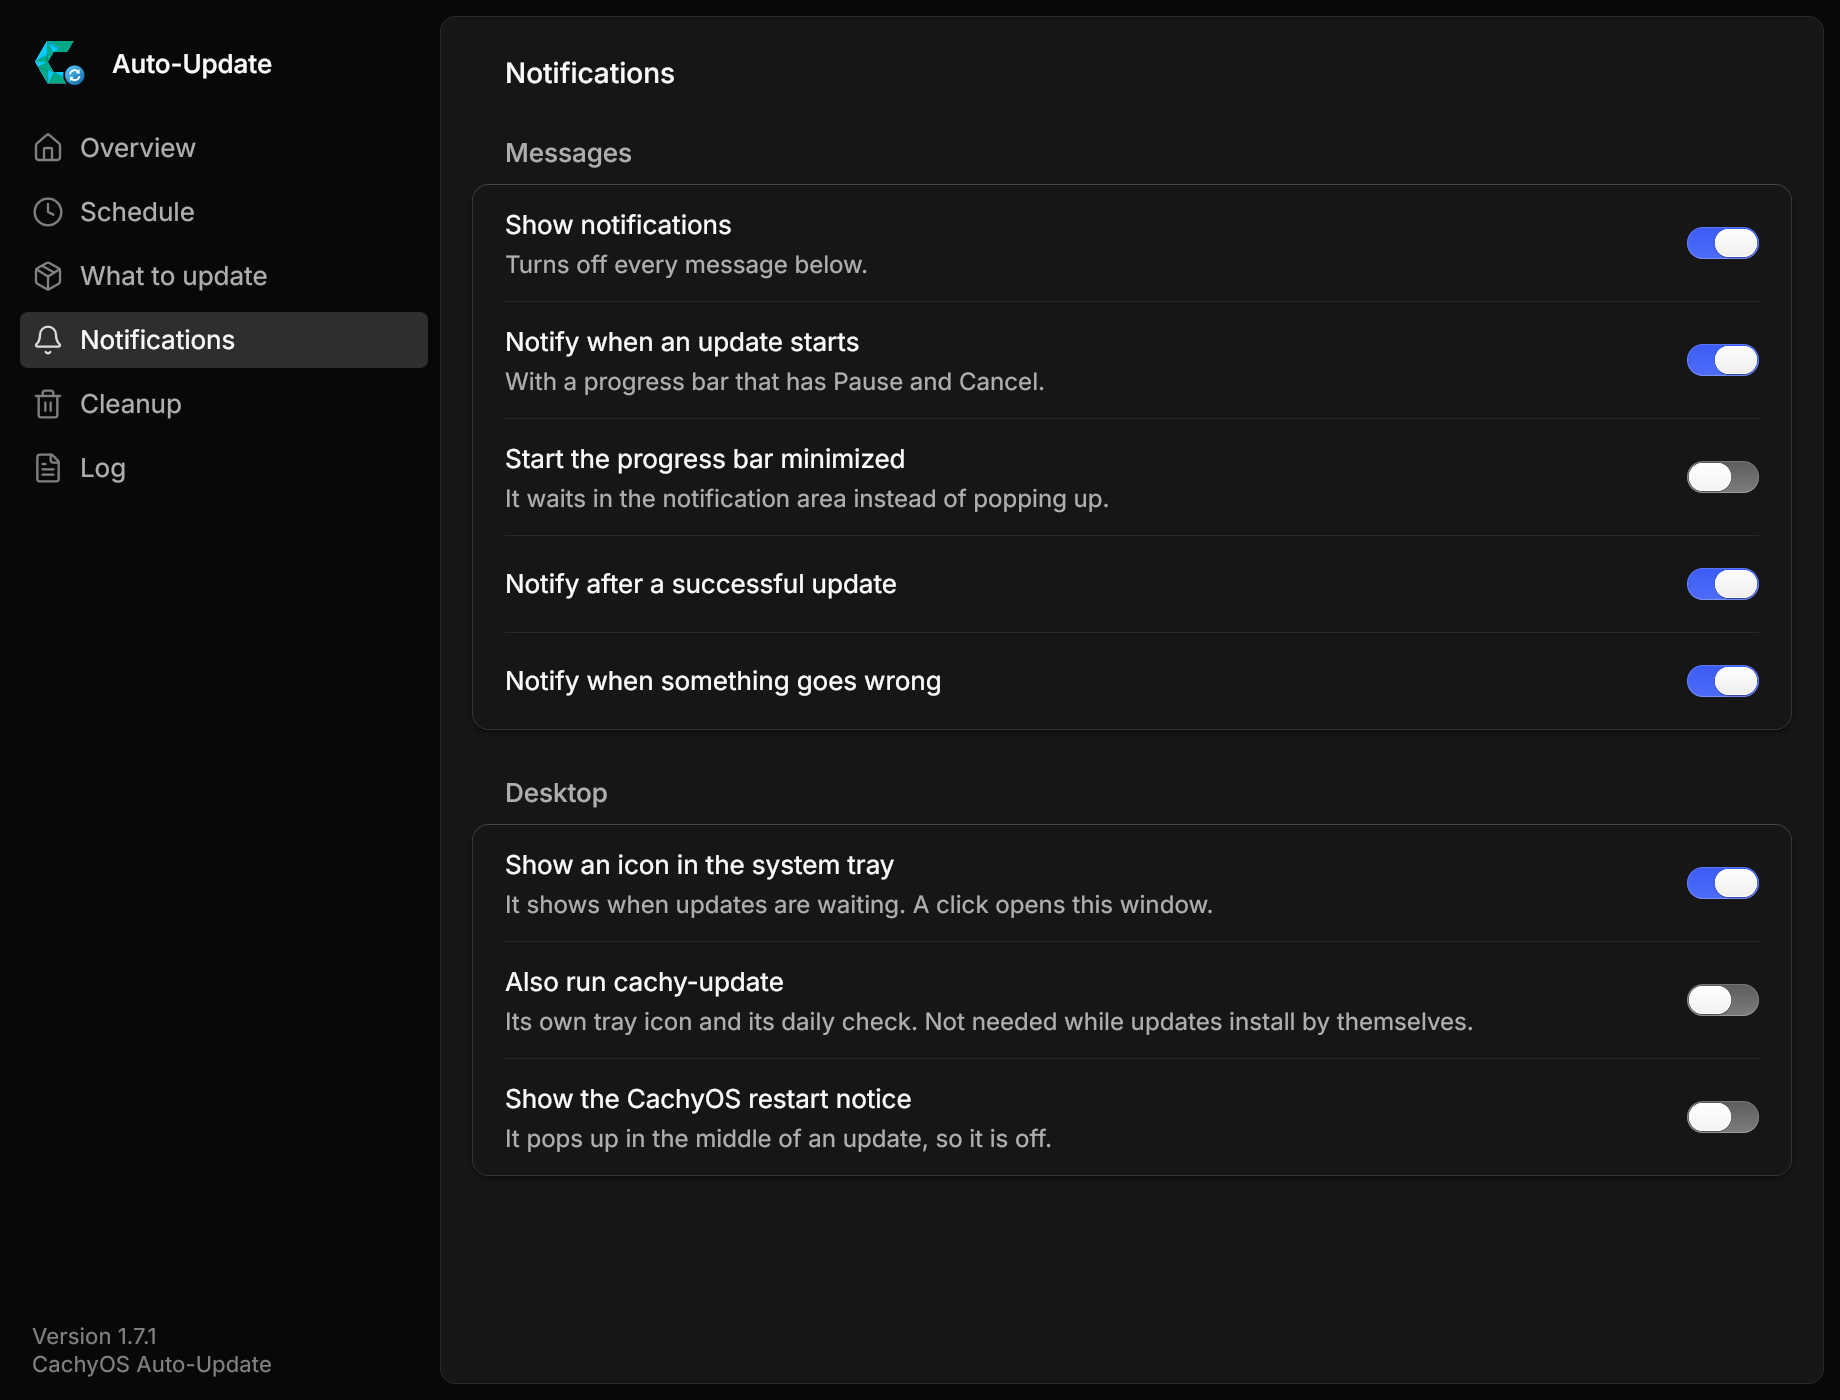 Auto-Update
Overview
Schedule
What to update
Notifications
Cleanup
Log
Version 1.7.1
CachyOS Auto-Update
Notifications
Messages
Show notifications
Turns off every message below.
Notify when an update starts
With a progress bar that has Pause and Cancel.
Start the progress bar minimized
It waits in the notification area instead of popping up.
Notify after a successful update
Notify when something goes wrong
Desktop
Show an icon in the system tray
It shows when updates are waiting. A click opens this window.
Also run cachy-update
Its own tray icon and its daily check. Not needed while updates install by themselves.
Show the CachyOS restart notice
It pops up in the middle of an update, so it is off.